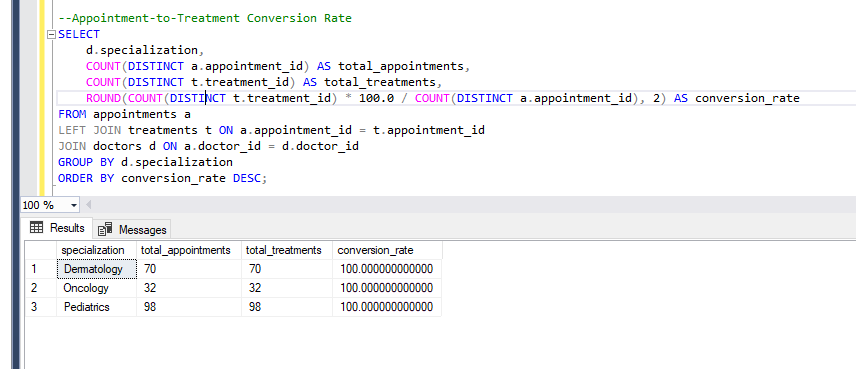 --Appointment-to-Treatment Conversion Rate
SELECT
d.specialization,
COUNT(DISTINCT a.appointment_id) AS total_appointments,
COUNT(DISTINCT t.treatment_id) AS total_treatments,
ROUND(COUNT(DISTINCT t.treatment_id) * 100.0 / COUNT(DISTINCT a.appointment_id), 2) AS conversion_rate
FROM appointments a
LEFT JOIN treatments t ON a.appointment_id = t.appointment_id
JOIN doctors d ON a.doctor_id = d.doctor_id
GROUP BY d.specialization
ORDER BY conversion_rate DESC;
100 %
Results Messages
specialization total_appointments total_treatments conversion_rate
1 Dermatology 70 70 100.000000000000
2 Oncology 32 32 100.000000000000
3 Pediatrics 98 98 100.000000000000